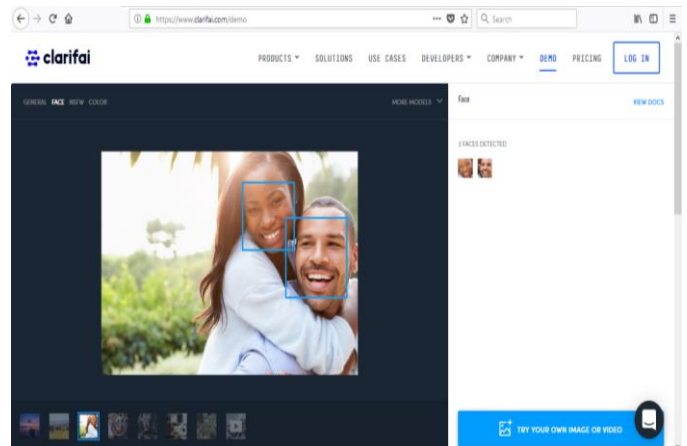 https://www.clarifai.com/demo
Search
clarifai
PRODUCTS SOLUTIONS USE CASES DEVELOPERS COMPANY DEMO PRICING LOG IN
GENERAL FACE NSFW COLOR MORE MODELS
Face VIEW DOCS
FACES DETECTED
TRY YOUR OWN IMAGE OR VIDEO